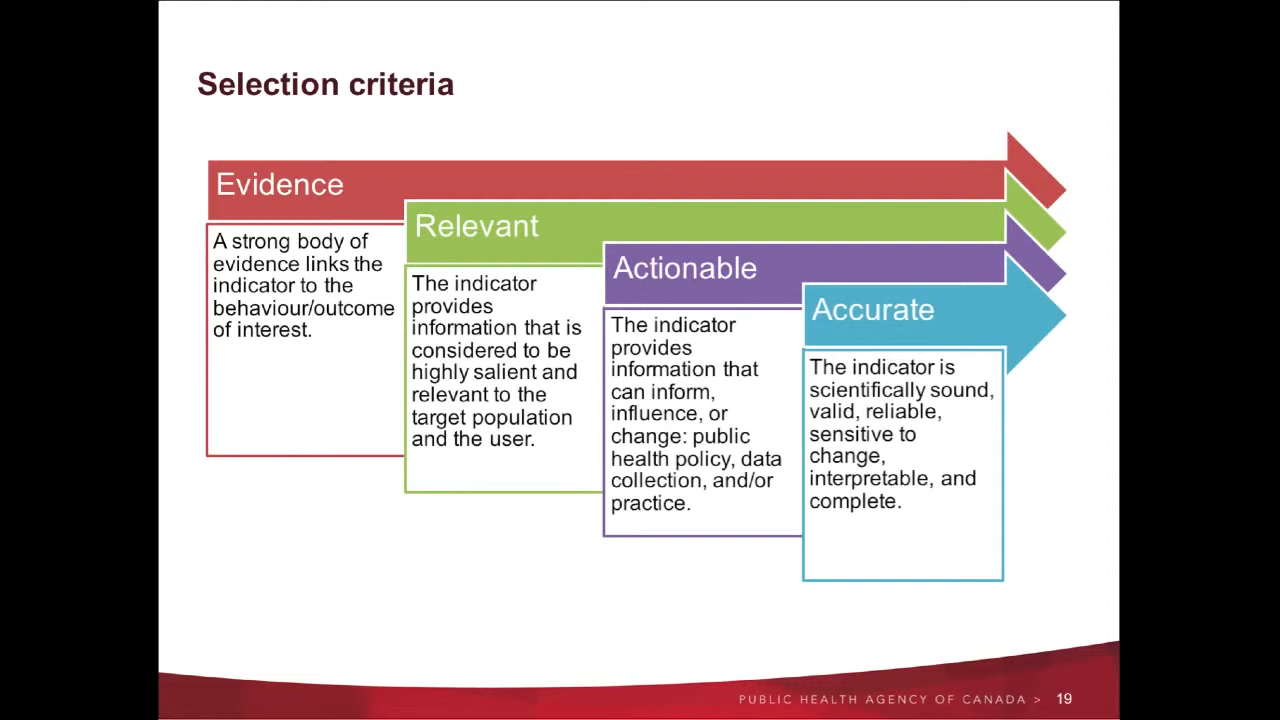 Selection criteria
Evidence
A strong body of
evidence links the
indicator to the
behaviour/outcome
of interest.
Relevant
The indicator
provides
information that is
considered to be
highly salient and
relevant to the
target population
and the user.
Actionable
The indicator
provides
information that
can inform,
influence, or
change: public
health policy, data
collection, and/or
practice.
Accurate
The indicator is
scientifically sound,
valid, reliable,
sensitive to
change,
interpretable, and
complete.
PUBLIC HEALTH AGENCY OF CANADA > 19